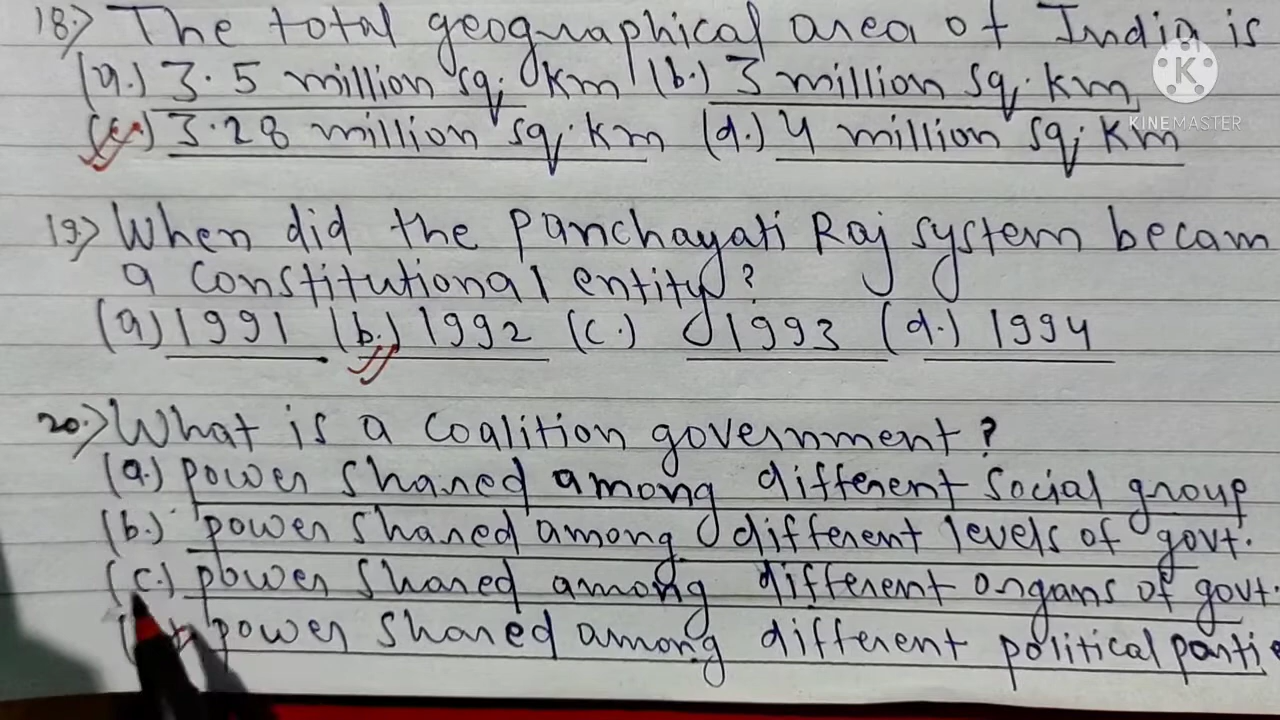 18.) The total geographical area of India is
(a.) 3.5 million sq. km (b.) 3 million sq. km
(c.) 3.28 million sq. km (d.) 4 million sq. km
19.) When did the Panchayati Raj system becam
a constitutional entity?
(a) 1991 (b.) 1992 (c.) 1993 (d.) 1994
20.) What is a coalition government?
(a.) power shared among different social group
(b.) power shared among different levels of govt.
(c.) power shared among different organs of govt.
power shared among different political partie
K
KINEMASTER